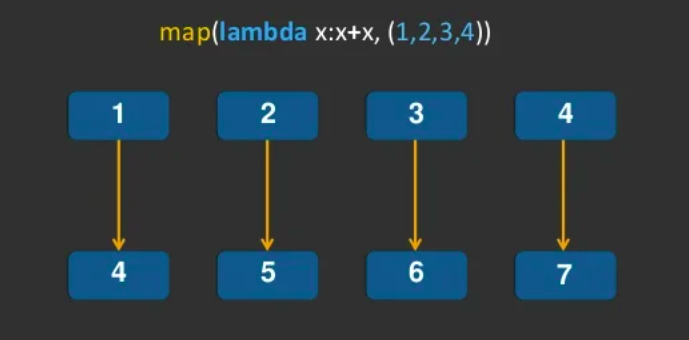 map(lambda x:x+x, (1,2,3,4))
1 2 3 4
4 5 6 7